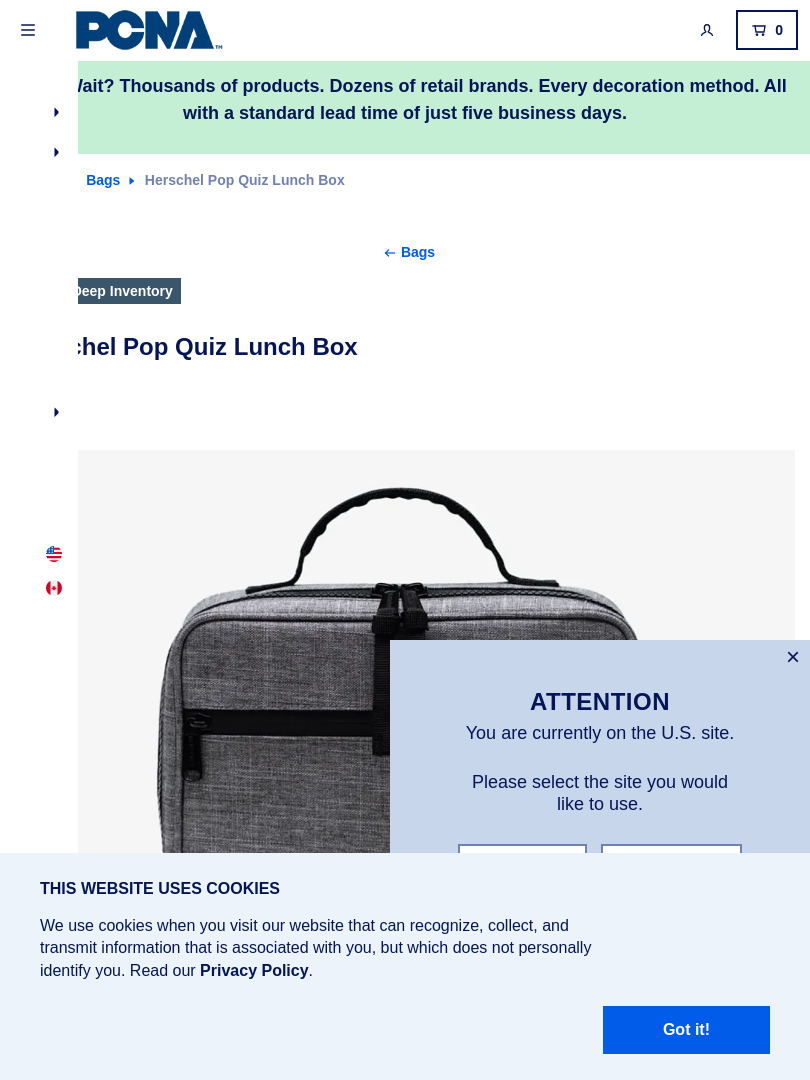 PCNA™
0
Wait? Thousands of products. Dozens of retail brands. Every decoration method. All
with a standard lead time of just five business days.
Bags
Herschel Pop Quiz Lunch Box
Bags
Deep Inventory
chel Pop Quiz Lunch Box
ATTENTION
You are currently on the U.S. site.
Please select the site you would
like to use.
THIS WEBSITE USES COOKIES
We use cookies when you visit our website that can recognize, collect, and
transmit information that is associated with you, but which does not personally
identify you. Read our Privacy Policy.
Got it!